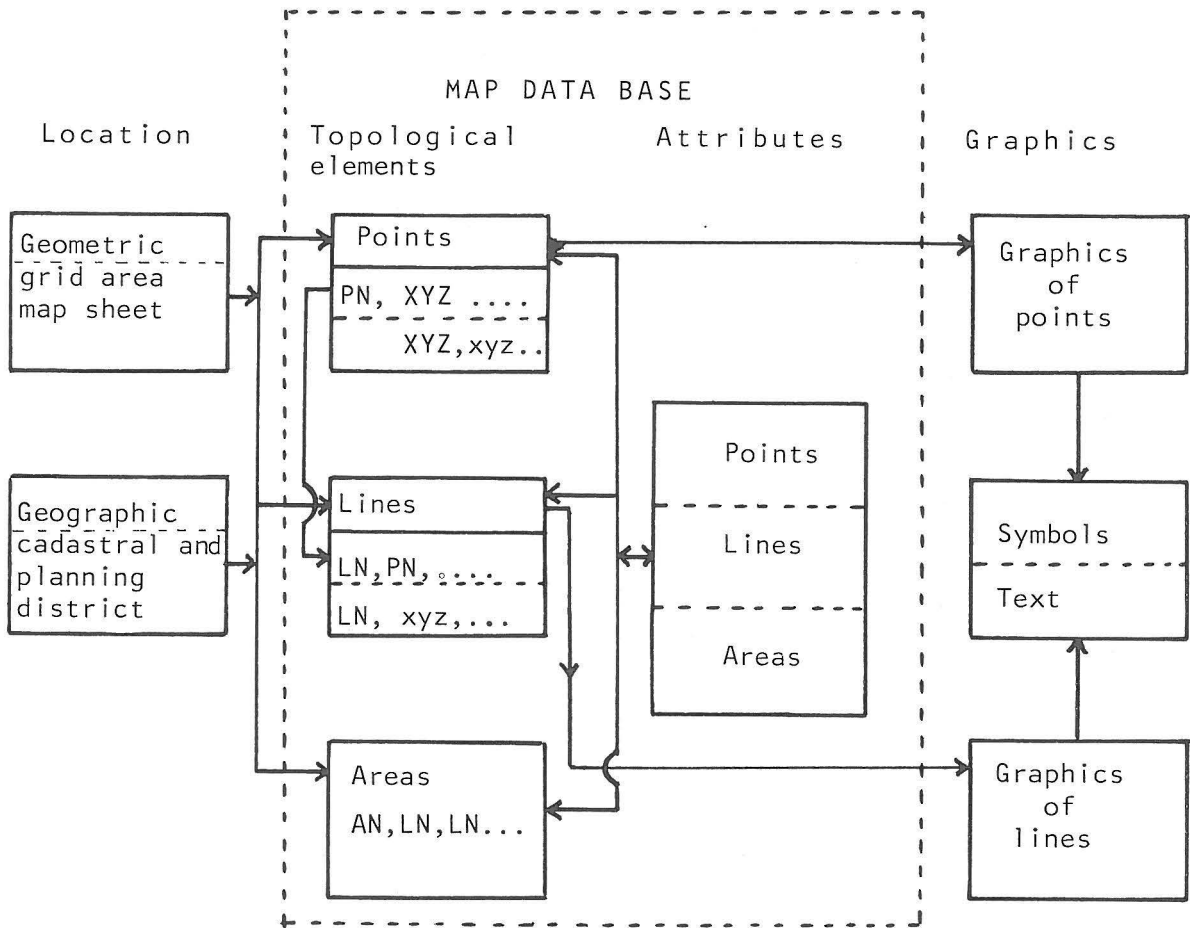 MAP DATA BASE
Location
Topological
elements
Attributes
Graphics
Geometric
grid area
map sheet
Geographic
cadastral and
planning
district
Points
PN, XYZ ....
XYZ,xyz..
Lines
LN,PN,....
LN, xyz,...
Areas
AN,LN,LN...
Points
Lines
Areas
Graphics
of
points
Symbols
Text
Graphics
of
lines